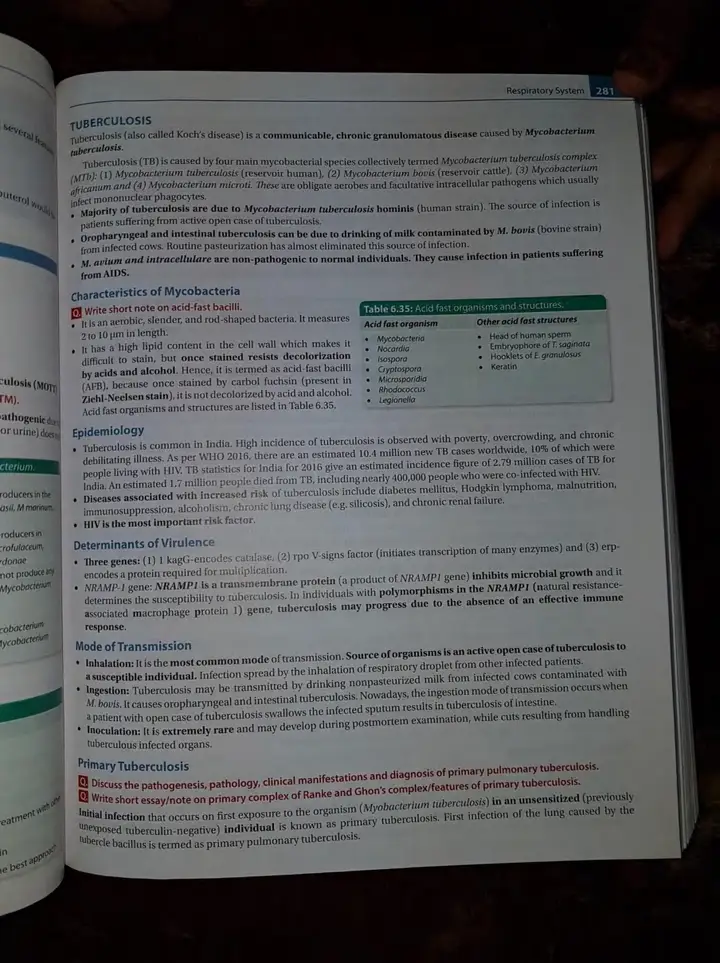 Respiratory System 281
TUBERCULOSIS
Tuberculosis (also called Koch's disease) is a communicable, chronic granulomatous disease caused by Mycobacterium
tuberculosis.
Tuberculosis (TB) is caused by four main mycobacterial species collectively termed Mycobacterium tuberculosis complex
(MTb): (1) Mycobacterium tuberculosis (reservoir human), (2) Mycobacterium bovis (reservoir cattle), (3) Mycobacterium
africanum and (4) Mycobacterium microti. These are obligate aerobes and facultative intracellular pathogens which usually
infect mononuclear phagocytes.
• Majority of tuberculosis are due to Mycobacterium tuberculosis hominis (human strain). The source of infection is
patients suffering from active open case of tuberculosis.
• Oropharyngeal and intestinal tuberculosis can be due to drinking of milk contaminated by M. bovis (bovine strain)
from infected cows. Routine pasteurization has almost eliminated this source of infection.
• M. avium and intracellulare are non-pathogenic to normal individuals. They cause infection in patients suffering
from AIDS.
Characteristics of Mycobacteria
Q. Write short note on acid-fast bacilli.
• It is an aerobic, slender, and rod-shaped bacteria. It measures
2 to 10 µm in length.
• It has a high lipid content in the cell wall which makes it
difficult to stain, but once stained resists decolorization
by acids and alcohol. Hence, it is termed as acid-fast bacilli
(AFB), because once stained by carbol fuchsin (present in
Ziehl-Neelsen stain), it is not decolorized by acid and alcohol.
Acid fast organisms and structures are listed in Table 6.35.
Table 6.35: Acid fast organisms and structures.
Acid fast organism Other acid fast structures
• Mycobacteria • Head of human sperm
• Nocardia • Embryophore of T. saginata
• Isospora • Hooklets of E. granulosus
• Cryptospora • Keratin
• Microsporidia
• Rhodococcus
• Legionella
Epidemiology
• Tuberculosis is common in India. High incidence of tuberculosis is observed with poverty, overcrowding, and chronic
debilitating illness. As per WHO 2016, there are an estimated 10.4 million new TB cases worldwide, 10% of which were
people living with HIV. TB statistics for India for 2016 give an estimated incidence figure of 2.79 million cases of TB for
India. An estimated 1.7 million people died from TB, including nearly 400,000 people who were co-infected with HIV.
• Diseases associated with increased risk of tuberculosis include diabetes mellitus, Hodgkin lymphoma, malnutrition,
immunosuppression, alcoholism, chronic lung disease (e.g. silicosis), and chronic renal failure.
• HIV is the most important risk factor.
Determinants of Virulence
• Three genes: (1) 1 kagG-encodes catalase, (2) rpo V-signs factor (initiates transcription of many enzymes) and (3) erp-
encodes a protein required for multiplication.
• NRAMP-1 gene: NRAMP1 is a transmembrane protein (a product of NRAMP1 gene) inhibits microbial growth and it
determines the susceptibility to tuberculosis. In individuals with polymorphisms in the NRAMP1 (natural resistance-
associated macrophage protein 1) gene, tuberculosis may progress due to the absence of an effective immune
response.
Mode of Transmission
• Inhalation: It is the most common mode of transmission. Source of organisms is an active open case of tuberculosis to
a susceptible individual. Infection spread by the inhalation of respiratory droplet from other infected patients.
• Ingestion: Tuberculosis may be transmitted by drinking nonpasteurized milk from infected cows contaminated with
M. bovis. It causes oropharyngeal and intestinal tuberculosis. Nowadays, the ingestion mode of transmission occurs when
a patient with open case of tuberculosis swallows the infected sputum results in tuberculosis of intestine.
• Inoculation: It is extremely rare and may develop during postmortem examination, while cuts resulting from handling
tuberculous infected organs.
Primary Tuberculosis
Q. Discuss the pathogenesis, pathology, clinical manifestations and diagnosis of primary pulmonary tuberculosis.
Q. Write short essay/note on primary complex of Ranke and Ghon's complex/features of primary tuberculosis.
Initial infection that occurs on first exposure to the organism (Myobacterium tuberculosis) in an unsensitized (previously
unexposed tuberculin-negative) individual is known as primary tuberculosis. First infection of the lung caused by the
tubercle bacillus is termed as primary pulmonary tuberculosis.